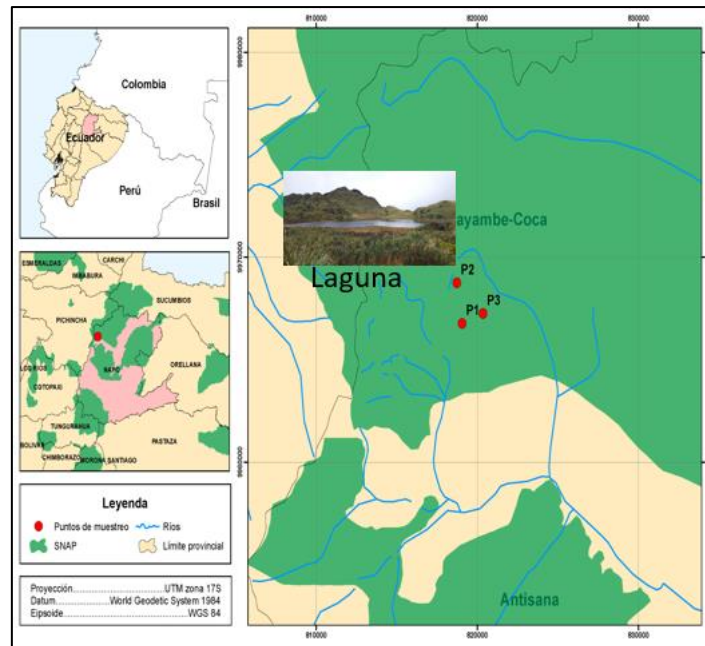 Colombia
Ecuador
Perú
Brasil
ESMERALDAS
CARCHI
IMBABURA
SUCUMBIOS
PICHINCHA
ORELLANA
LOS RIOS
NAPO
COTOPAXI
TUNGURAHUA
PASTAZA
BOLIVAR
CHIMBORAZO
MORONA SANTIAGO
Leyenda
Puntos de muestreo
Ríos
SNAP
Límite provincial
Proyección UTM zona 17S
Datum World Geodetic System 1984
Eipsoide WGS 84
810000 820000 830000
9970000
ayambe-Coca
Laguna
P2
P1 P3
Antisana
810000 820000 830000